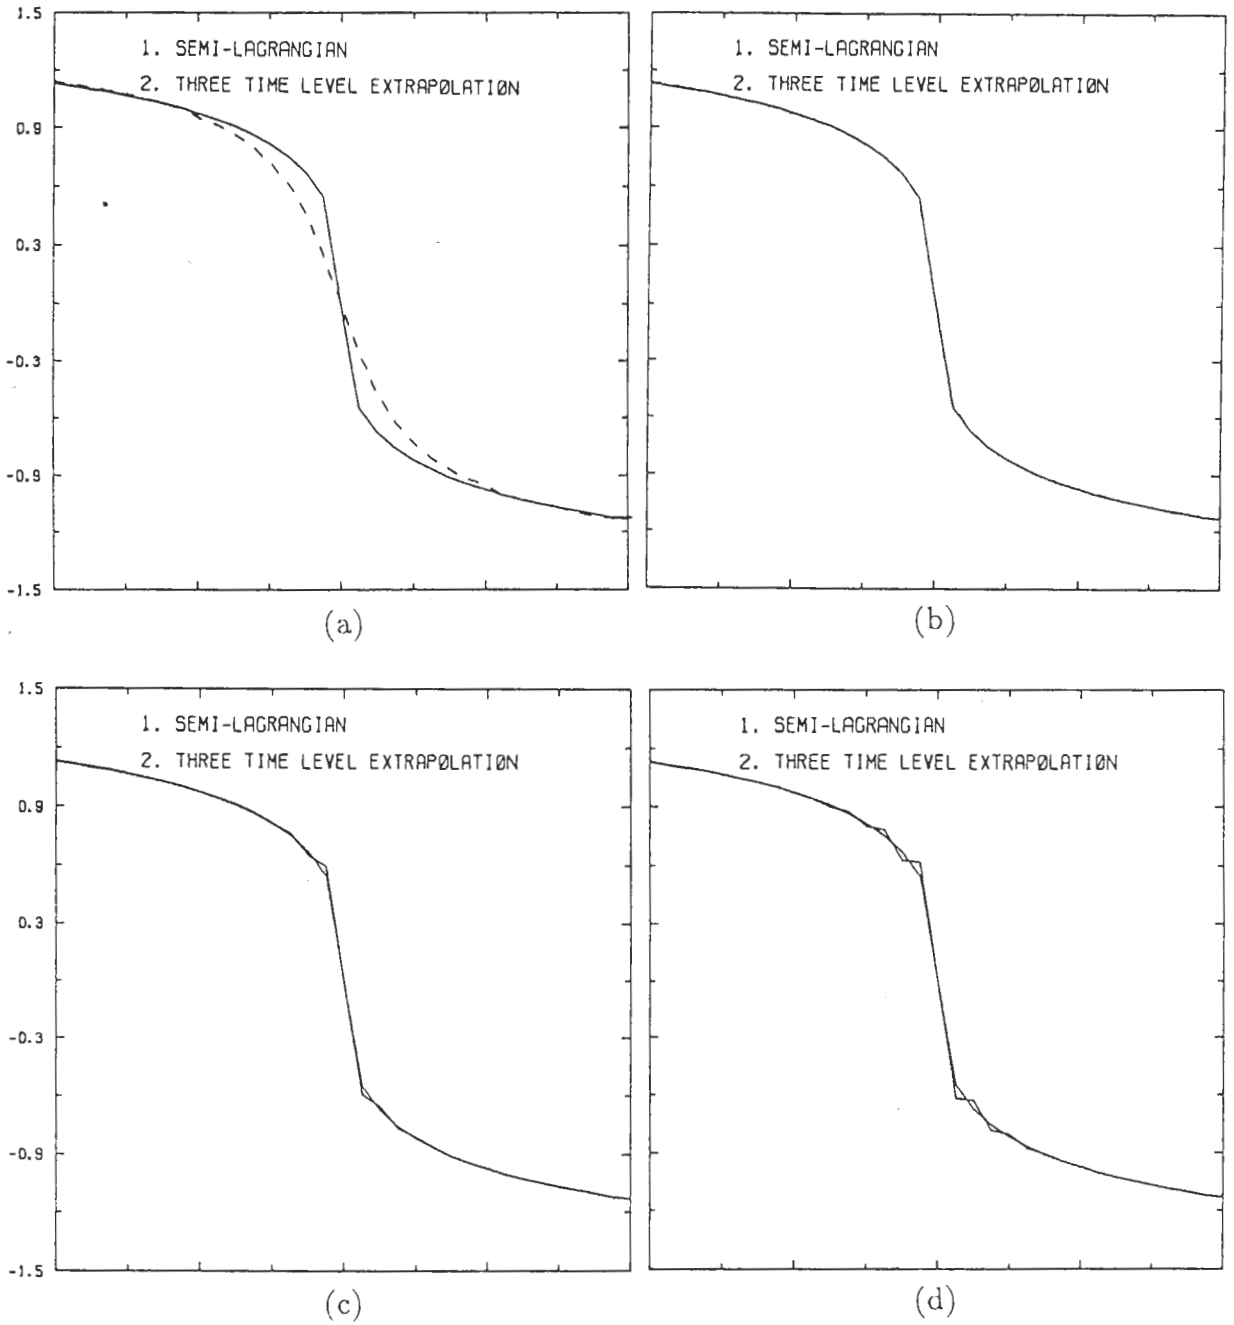 1.5
1. SEMI-LAGRANGIAN
2. THREE TIME LEVEL EXTRAPØLATIØN
0.9
0.3
-0.3
-0.9
-1.5
(a)
1. SEMI-LAGRANGIAN
2. THREE TIME LEVEL EXTRAPØLATIØN
(b)
1.5
1. SEMI-LAGRANGIAN
2. THREE TIME LEVEL EXTRAPØLATIØN
0.9
0.3
-0.3
-0.9
-1.5
(c)
1. SEMI-LAGRANGIAN
2. THREE TIME LEVEL EXTRAPØLATIØN
(d)